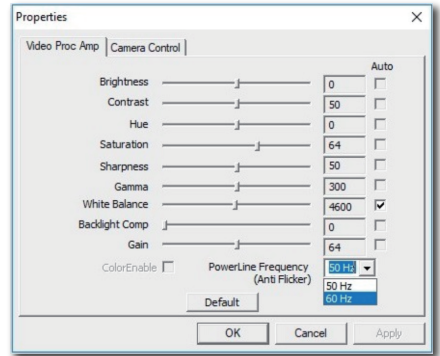 Properties
Video Proc Amp Camera Control
Auto
Brightness 0
Contrast 50
Hue 0
Saturation 64
Sharpness 50
Gamma 300
White Balance 4600
Backlight Comp 0
Gain 64
ColorEnable PowerLine Frequency 50 Hz
(Anti Flicker)
50 Hz
60 Hz
Default
OK Cancel Apply